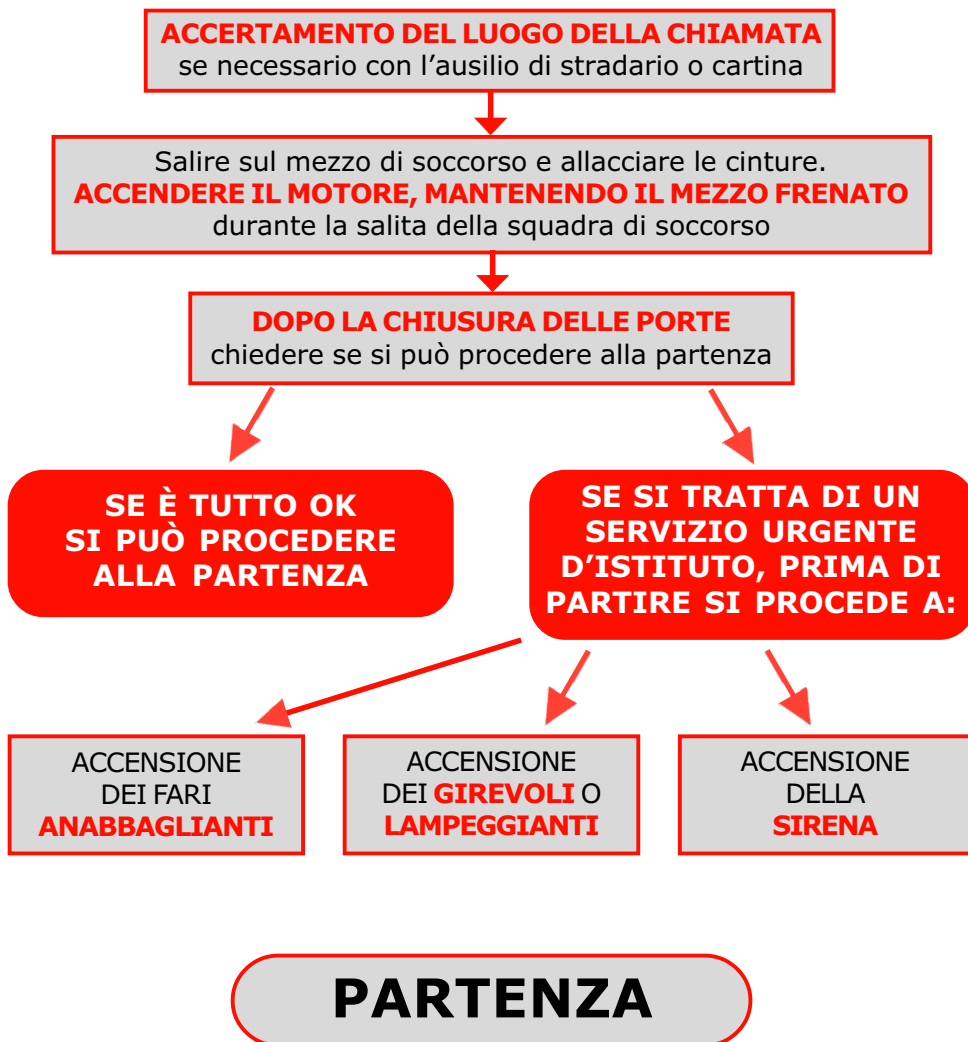 ACCERTAMENTO DEL LUOGO DELLA CHIAMATA
se necessario con l’ausilio di stradario o cartina
Salire sul mezzo di soccorso e allacciare le cinture.
ACCENDERE IL MOTORE, MANTENENDO IL MEZZO FRENATO
durante la salita della squadra di soccorso
DOPO LA CHIUSURA DELLE PORTE
chiedere se si può procedere alla partenza
SE È TUTTO OK
SI PUÒ PROCEDERE
ALLA PARTENZA
SE SI TRATTA DI UN
SERVIZIO URGENTE
D’ISTITUTO, PRIMA DI
PARTIRE SI PROCEDE A:
ACCENSIONE
DEI FARI
ANABBAGLIANTI
ACCENSIONE
DEI GIREVOLI O
LAMPEGGIANTI
ACCENSIONE
DELLA
SIRENA
PARTENZA